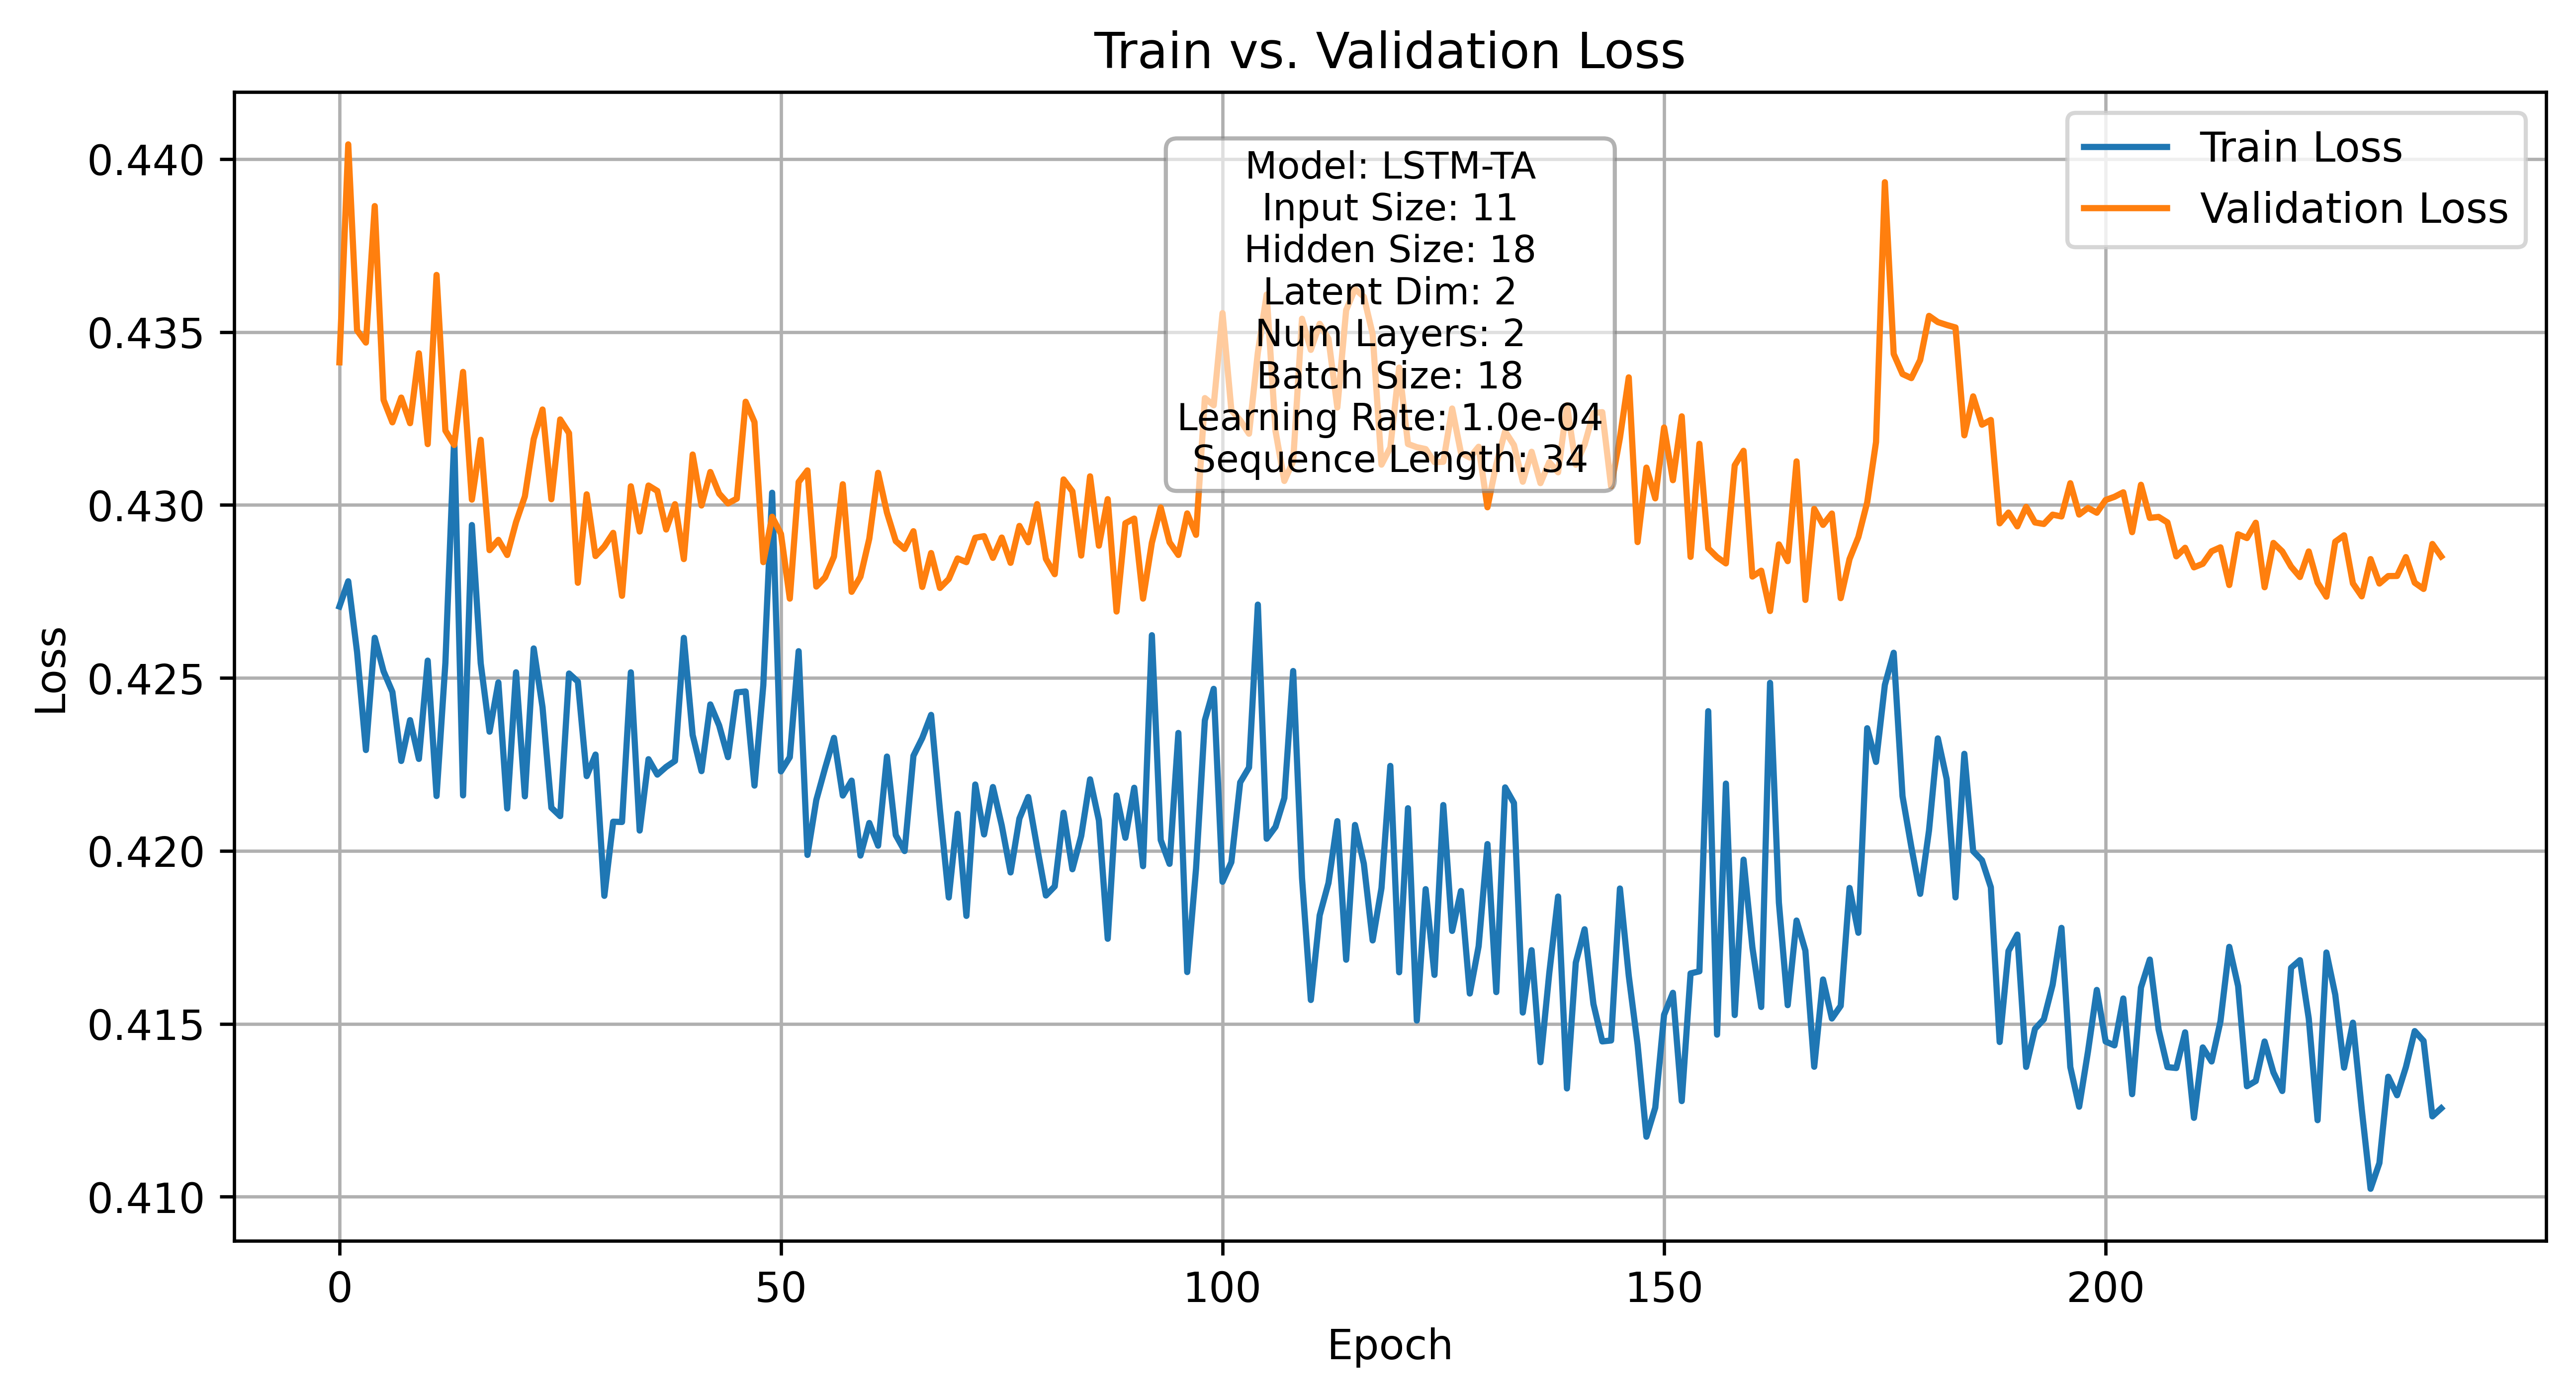 Train vs. Validation Loss
Train Loss
Validation Loss
Model: LSTM-TA
Input Size: 11
Hidden Size: 18
Latent Dim: 2
Num Layers: 2
Batch Size: 18
Learning Rate: 1.0e-04
Sequence Length: 34
Loss
0.440
0.435
0.430
0.425
0.420
0.415
0.410
0 50 100 150 200
Epoch